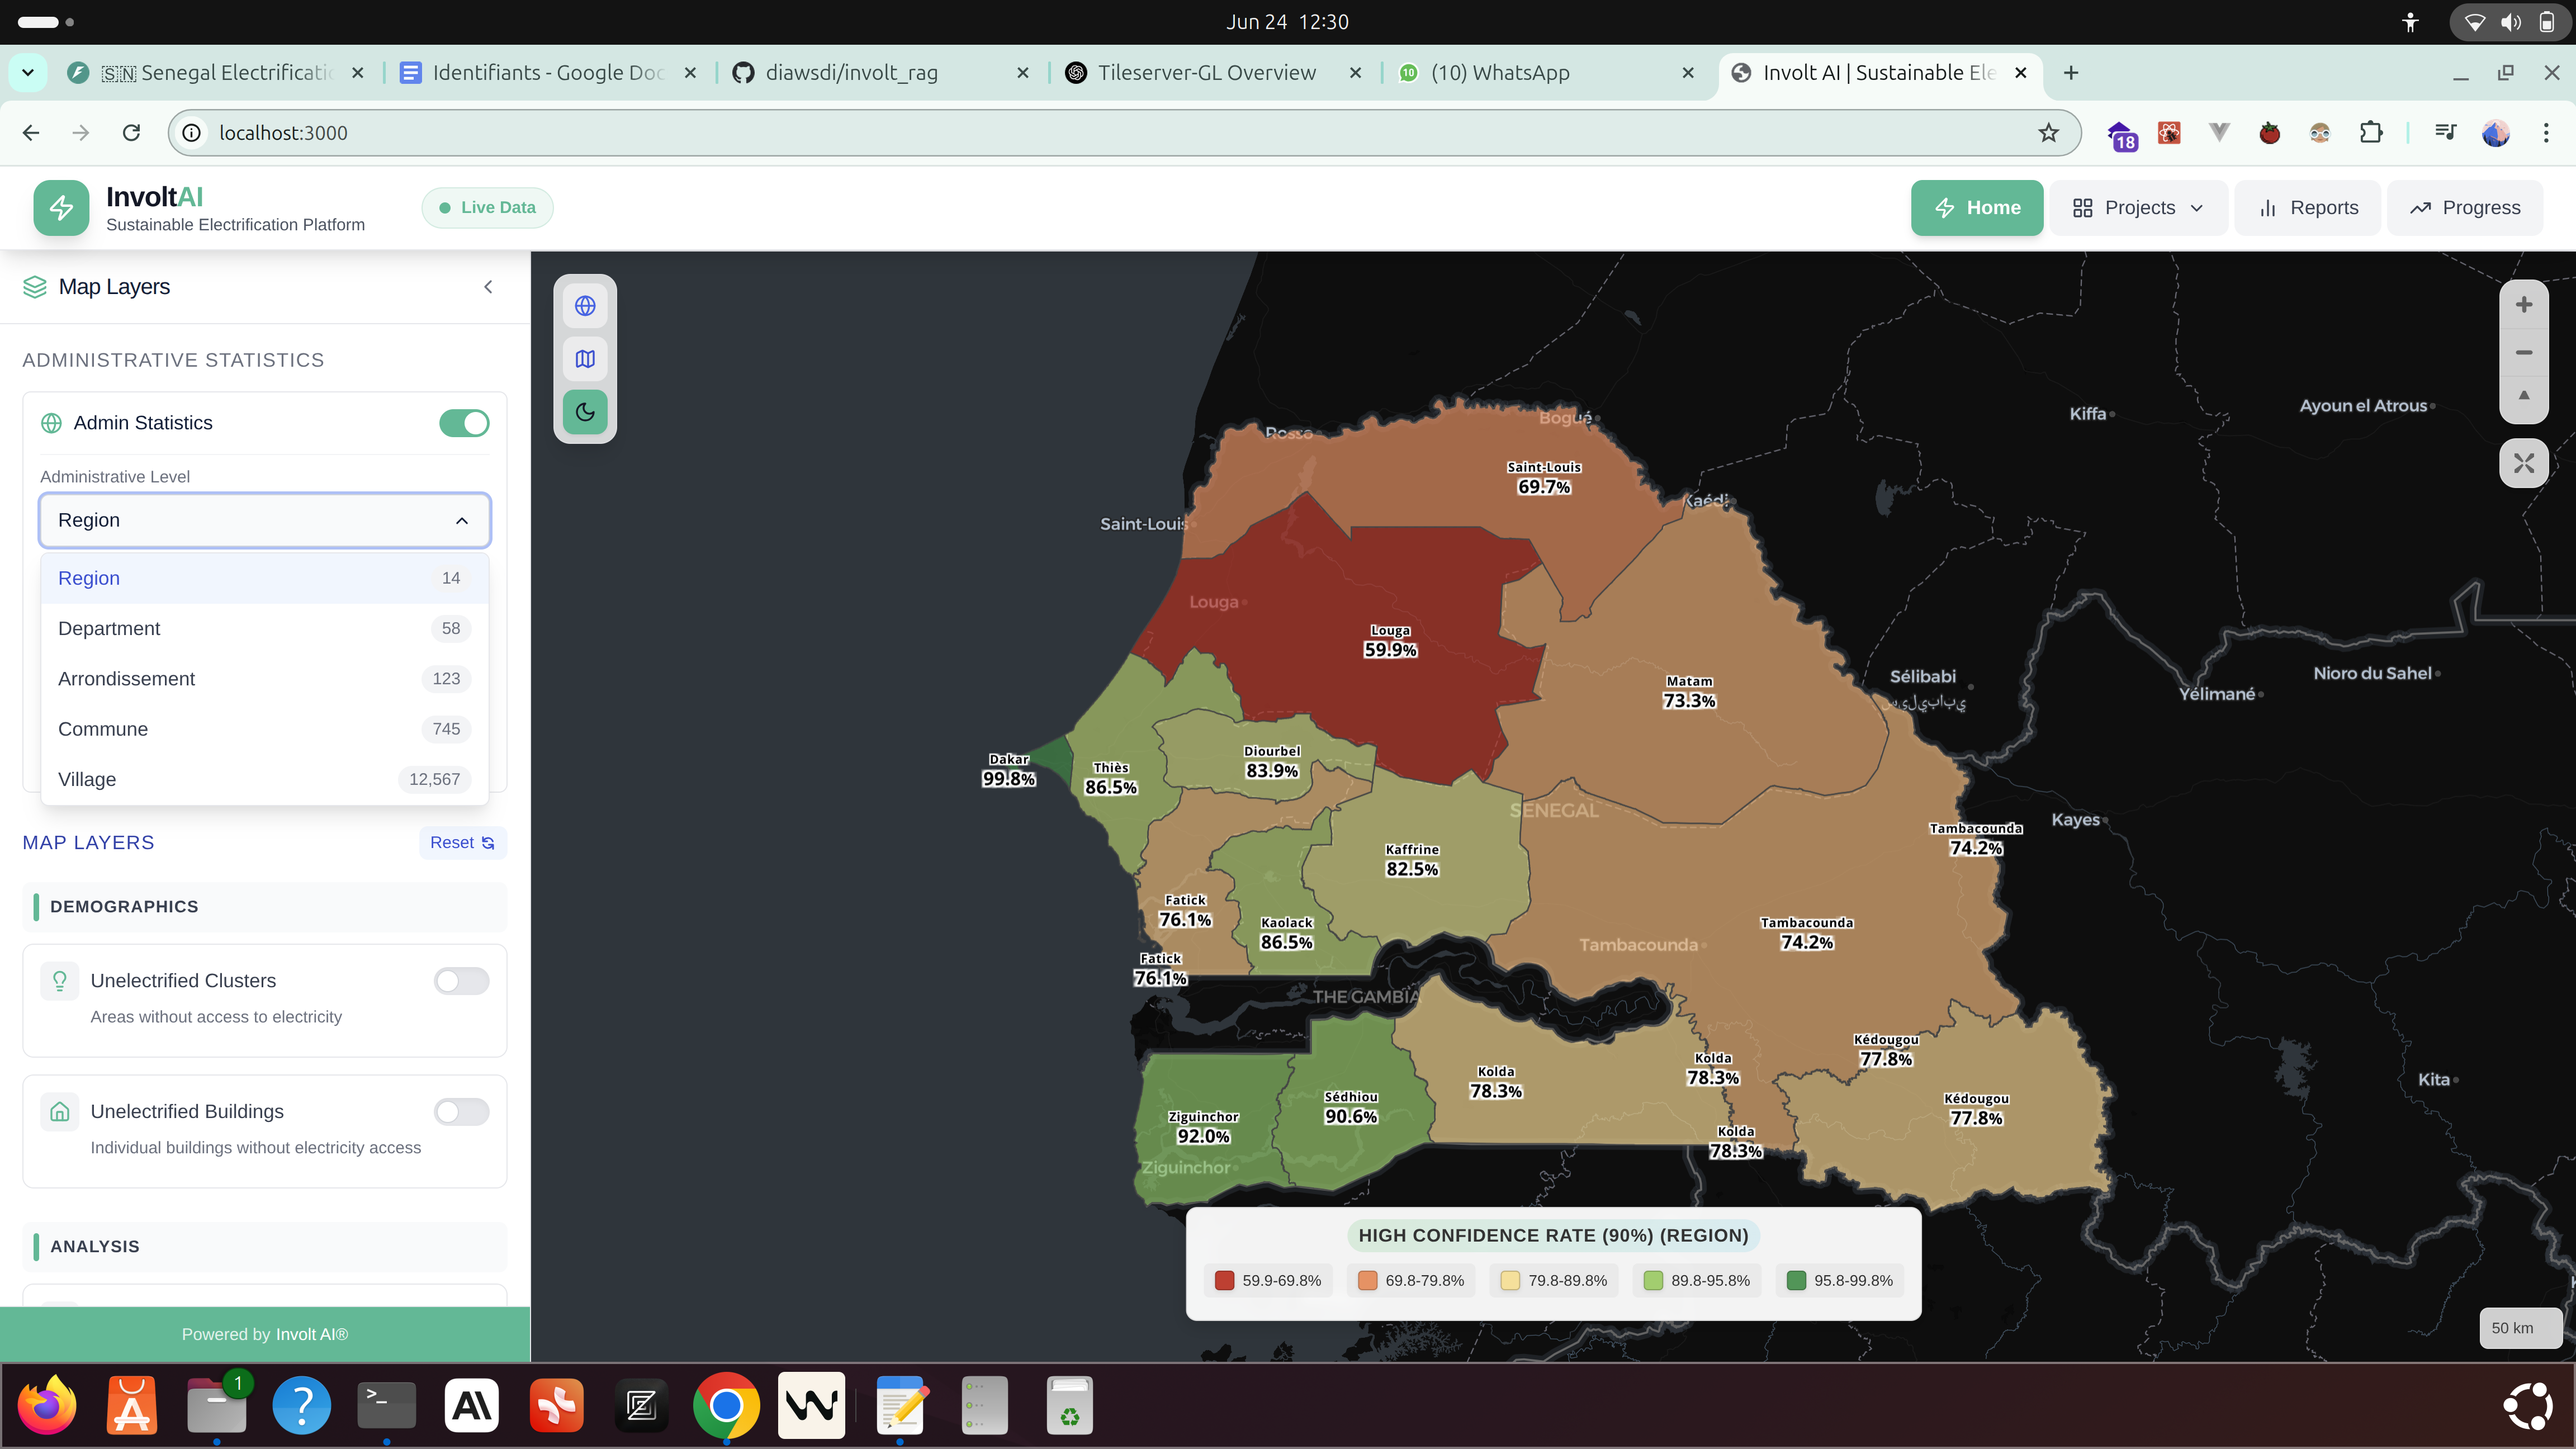 Jun 24 12:30
🇸🇳 Senegal Electrificatio
Identifiants - Google Doc
diawsdi/involt_rag
Tileserver-GL Overview
10
(10) WhatsApp
Involt AI | Sustainable Ele
localhost:3000
18
InvoltAI
Sustainable Electrification Platform
Live Data
Home
Projects
Reports
Progress
Map Layers
ADMINISTRATIVE STATISTICS
Admin Statistics
Administrative Level
Region
Region 14
Department 58
Arrondissement 123
Commune 745
Village 12,567
MAP LAYERS
Reset
DEMOGRAPHICS
Unelectrified Clusters
Areas without access to electricity
Unelectrified Buildings
Individual buildings without electricity access
ANALYSIS
Powered by Involt AI®
Rosso
Bogué
Kiffa
Ayoun el Atrous
Saint-Louis
69.7%
Kaédi
Saint-Louis
Louga
Louga
59.9%
Matam
73.3%
Sélibabi
سيليبابي
Yélimané
Nioro du Sahel
Dakar
99.8%
Thiès
86.5%
Diourbel
83.9%
SENEGAL
Kayes
Tambacounda
74.2%
Kaffrine
82.5%
Fatick
76.1%
Kaolack
86.5%
Tambacounda
74.2%
Tambacounda
Fatick
76.1%
THE GAMBIA
Kédougou
77.8%
Kolda
78.3%
Kolda
78.3%
Kita
Sédhiou
90.6%
Kédougou
77.8%
Ziguinchor
92.0%
Kolda
78.3%
Ziguinchor
HIGH CONFIDENCE RATE (90%) (REGION)
59.9-69.8%
69.8-79.8%
79.8-89.8%
89.8-95.8%
95.8-99.8%
50 km
1